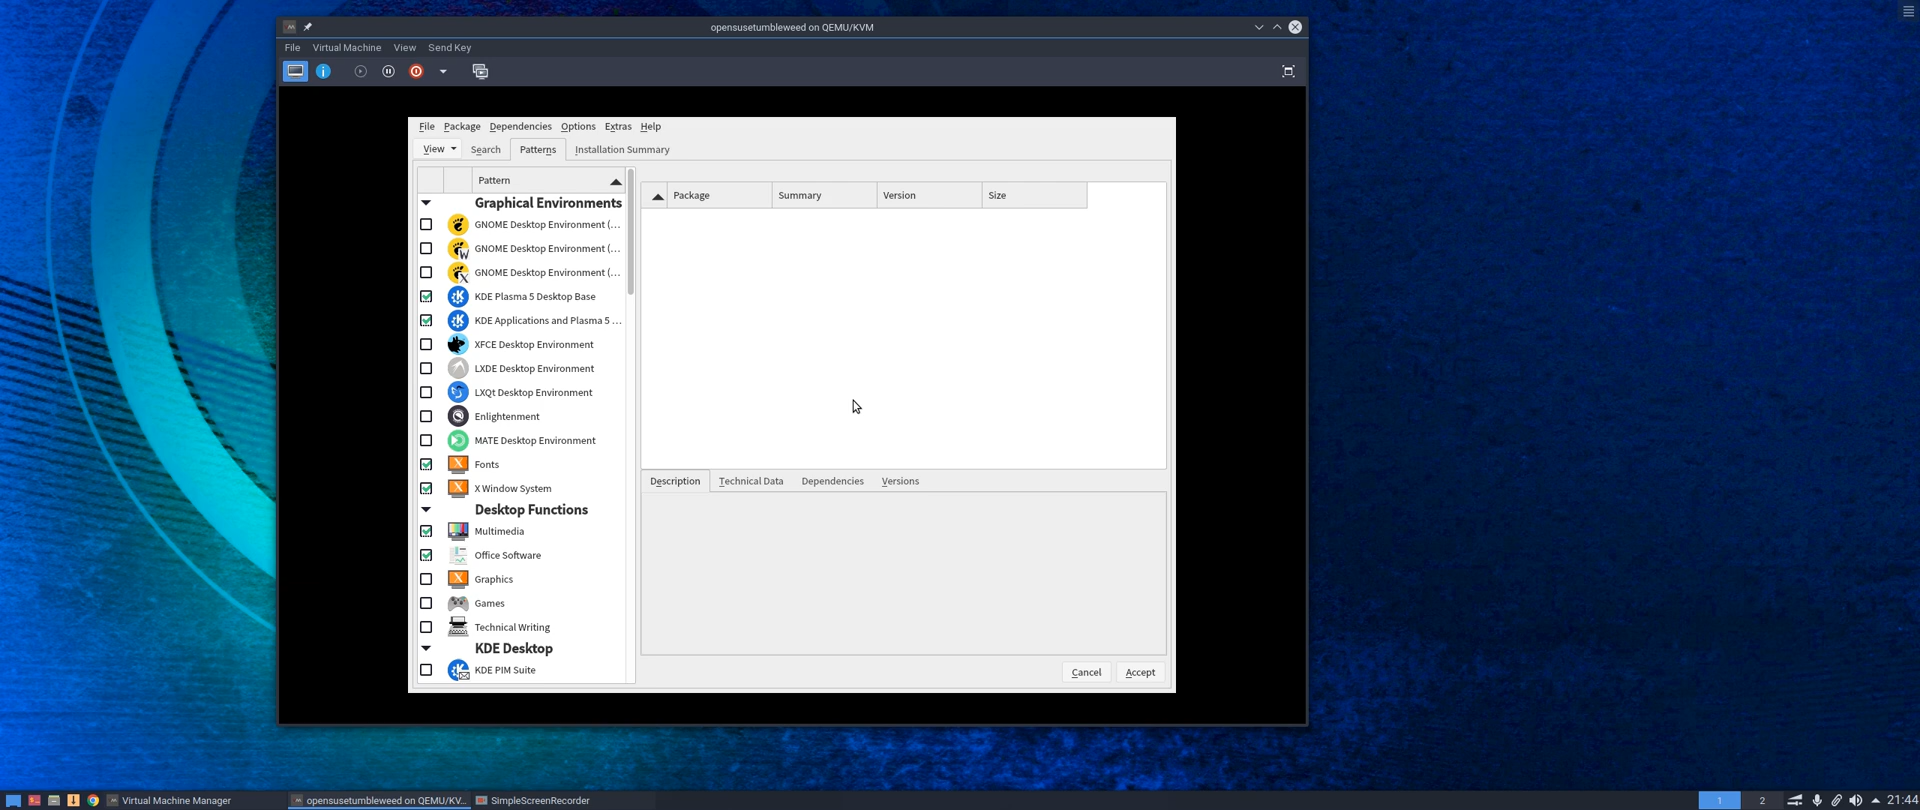 opensusetumbleweed on QEMU/KVM
File Virtual Machine View Send Key
File Package Dependencies Options Extras Help
View Search Patterns Installation Summary
Pattern
Graphical Environments
GNOME Desktop Environment (...
GNOME Desktop Environment (...
GNOME Desktop Environment (...
KDE Plasma 5 Desktop Base
KDE Applications and Plasma 5 ...
XFCE Desktop Environment
LXDE Desktop Environment
LXQt Desktop Environment
Enlightenment
MATE Desktop Environment
Fonts
X Window System
Desktop Functions
Multimedia
Office Software
Graphics
Games
Technical Writing
KDE Desktop
KDE PIM Suite
Package Summary Version Size
Description Technical Data Dependencies Versions
Cancel Accept
Virtual Machine Manager opensusetumbleweed on QEMU/KV... SimpleScreenRecorder 1 2 21:44